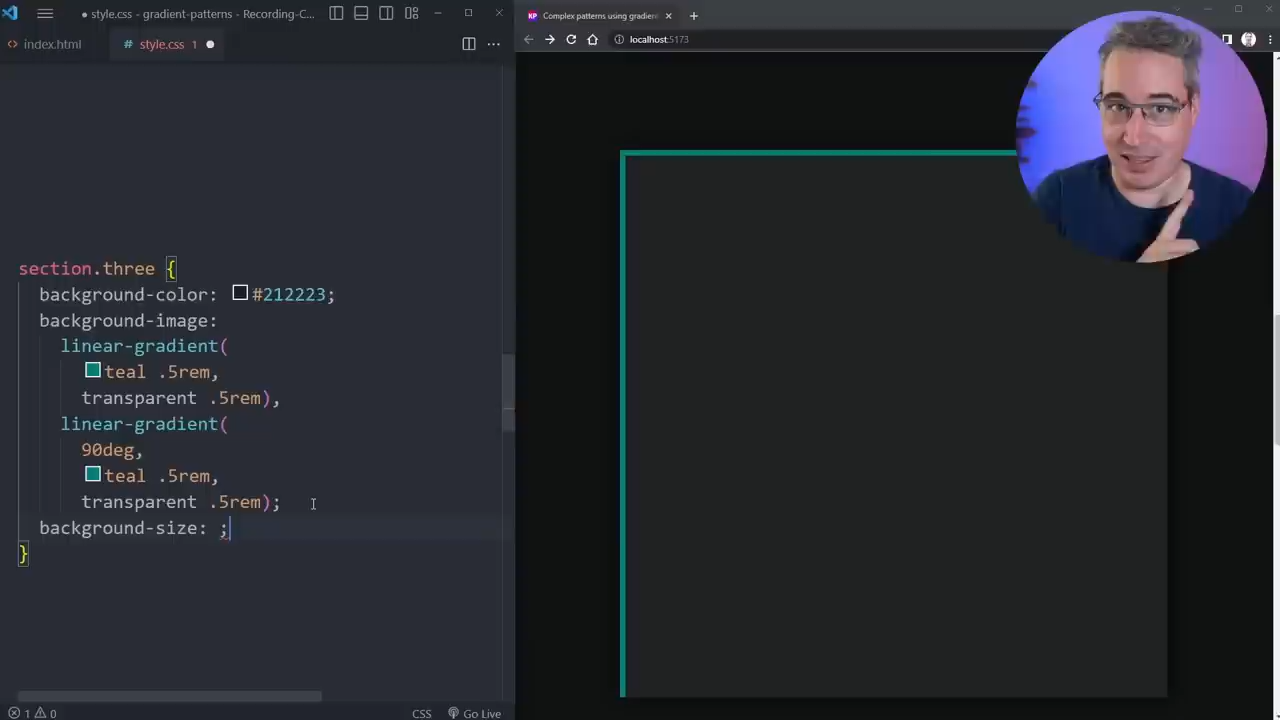 style.css - gradient-patterns - Recording-C...
index.html
# style.css 1
section.three {
background-color: #212223;
background-image:
linear-gradient(
teal .5rem,
transparent .5rem),
linear-gradient(
90deg,
teal .5rem,
transparent .5rem);
background-size: ;
}
1 0
CSS
Go Live
KP
Complex patterns using gradien
localhost:5173